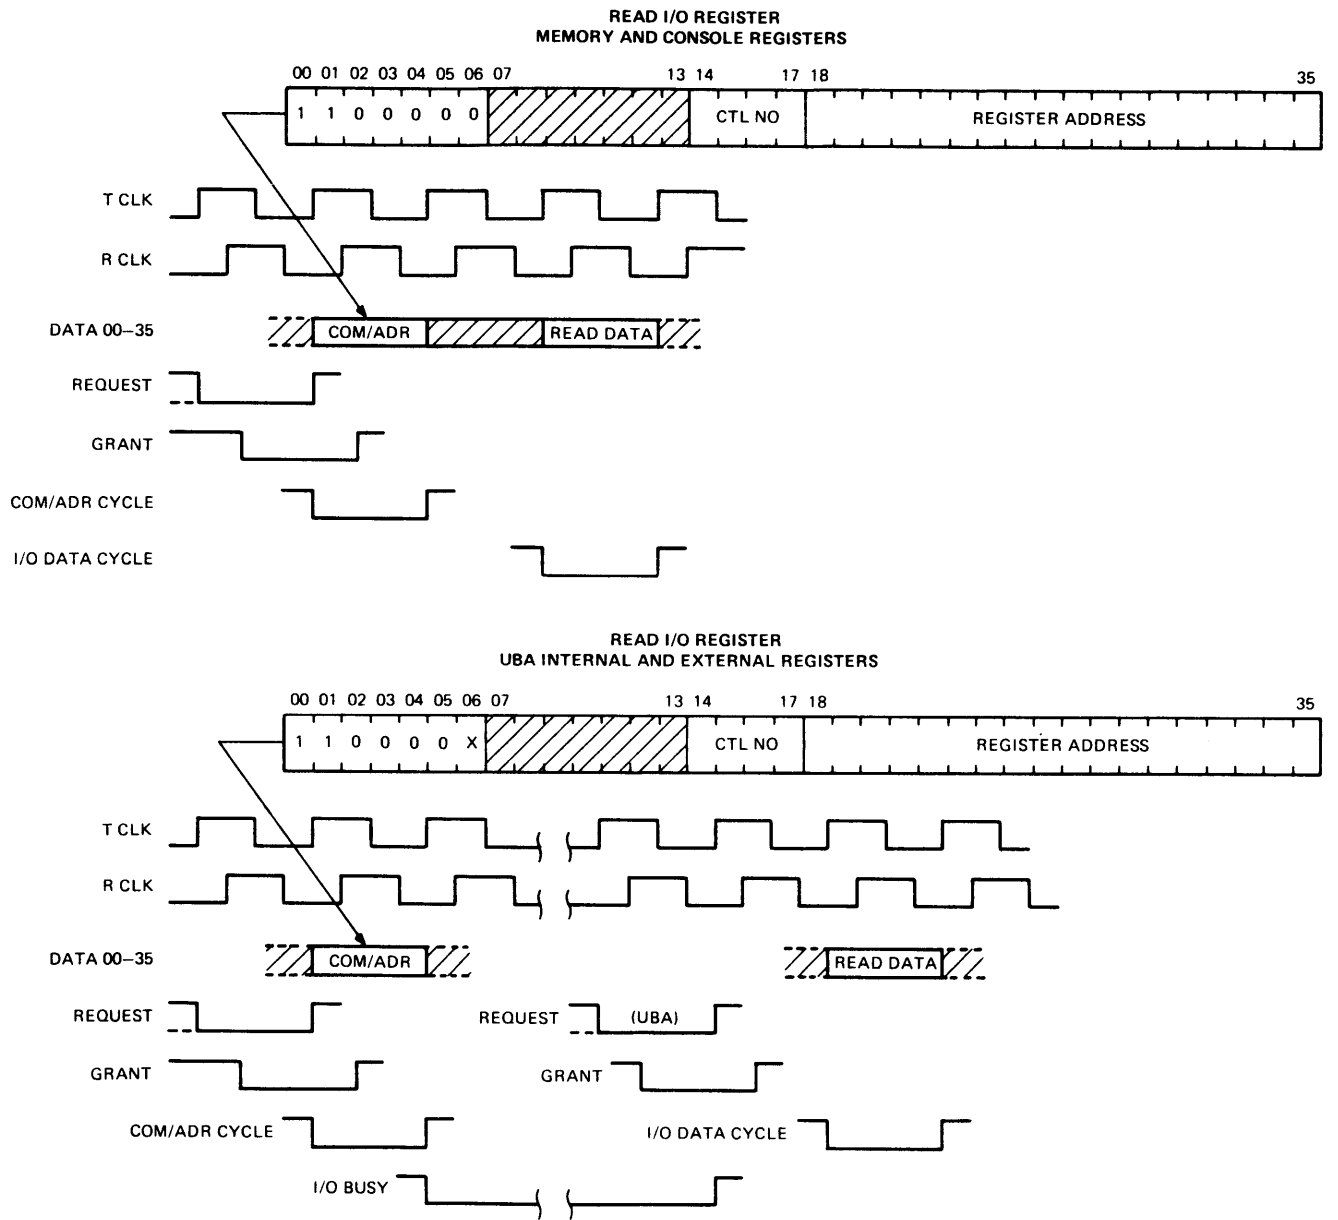 READ I/O REGISTER
MEMORY AND CONSOLE REGISTERS
00 01 02 03 04 05 06 07 13 14 17 18 35
1 1 0 0 0 0 0 CTL NO REGISTER ADDRESS
T CLK
R CLK
DATA 00–35 COM/ADR READ DATA
REQUEST
GRANT
COM/ADR CYCLE
I/O DATA CYCLE
READ I/O REGISTER
UBA INTERNAL AND EXTERNAL REGISTERS
00 01 02 03 04 05 06 07 13 14 17 18 35
1 1 0 0 0 0 X CTL NO REGISTER ADDRESS
T CLK
R CLK
DATA 00–35 COM/ADR READ DATA
REQUEST REQUEST (UBA)
GRANT GRANT
COM/ADR CYCLE I/O DATA CYCLE
I/O BUSY